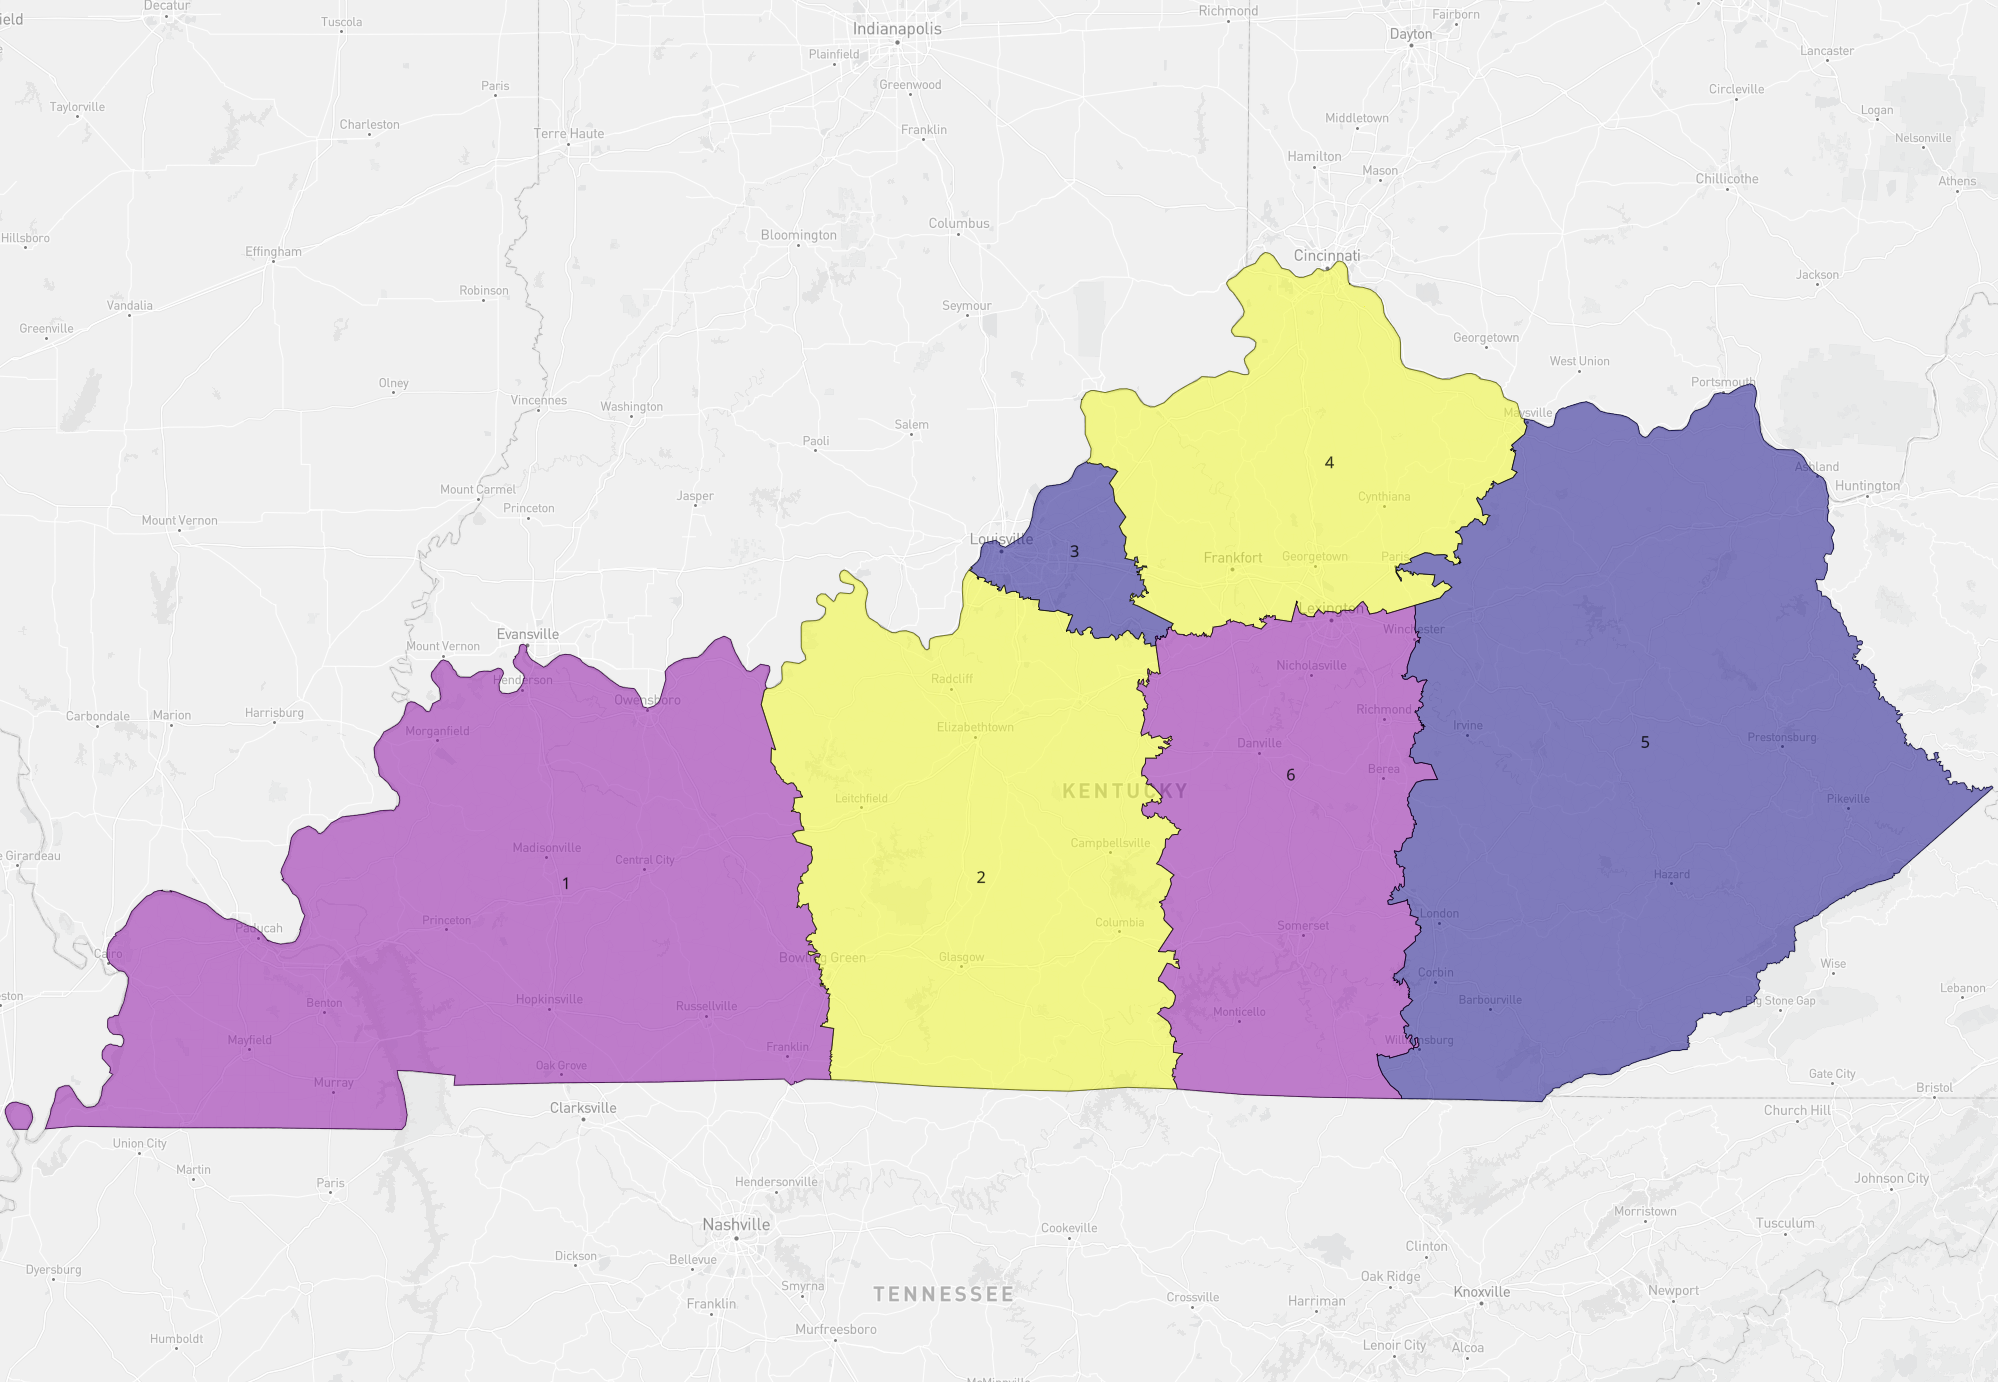 Decatur
Tuscola
Indianapolis
Richmond
Fairborn
Dayton
Plainfield
Lancaster
Paris
Greenwood
Circleville
Taylorville
Logan
Charleston
Terre Haute
Franklin
Middletown
Nelsonville
Hamilton
Mason
Chillicothe
Athens
Hillsboro
Effingham
Bloomington
Columbus
Cincinnati
Jackson
Robinson
Vandalia
Seymour
Greenville
Georgetown
West Union
Olney
Portsmouth
Vincennes
Washington
Salem
Maysville
Paoli
4
Ashland
Mount Carmel
Jasper
Cynthiana
Huntington
Princeton
Mount Vernon
Louisville
3
Frankfort
Georgetown
Paris
Lexington
Evansville
Winchester
Mount Vernon
Nicholasville
Henderson
Radcliff
Owensboro
Richmond
Carbondale
Marion
Harrisburg
Elizabethtown
Irvine
Morganfield
Danville
5
Prestonsburg
Berea
6
KENTUCKY
Leitchfield
Pikeville
Campbellsville
Madisonville
Central City
e Girardeau
Hazard
1
2
London
Princeton
Columbia
Somerset
Paducah
Cairo
Bowling Green
Glasgow
Wise
Corbin
Lebanon
ston
Benton
Hopkinsville
Russellville
Barbourville
Big Stone Gap
Monticello
Mayfield
Franklin
Williamsburg
Oak Grove
Murray
Gate City
Bristol
Clarksville
Church Hill
Union City
Martin
Paris
Hendersonville
Johnson City
Nashville
Cookeville
Morristown
Tusculum
Dickson
Bellevue
Clinton
Dyersburg
Oak Ridge
Smyrna
TENNESSEE
Knoxville
Newport
Crossville
Harriman
Franklin
Murfreesboro
Humboldt
Lenoir City
Alcoa